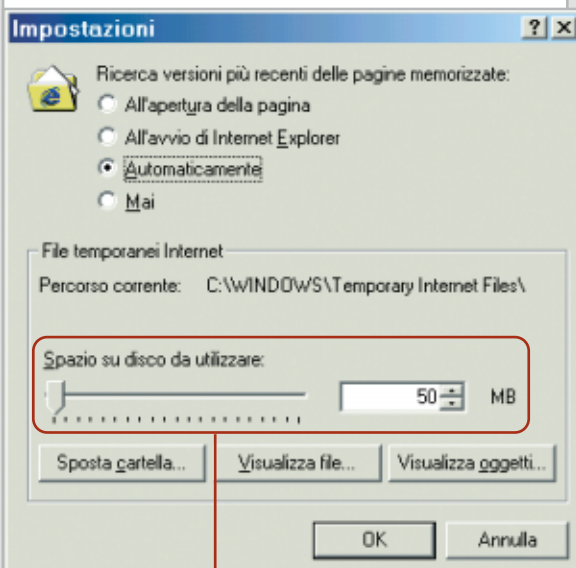 Impostazioni
Ricerca versioni più recenti delle pagine memorizzate:
All'apertura della pagina
All'avvio di Internet Explorer
Automaticamente
Mai
File temporanei Internet
Percorso corrente: C:\WINDOWS\Temporary Internet Files\
Spazio su disco da utilizzare:
50 MB
Sposta cartella... Visualizza file... Visualizza oggetti...
OK Annulla